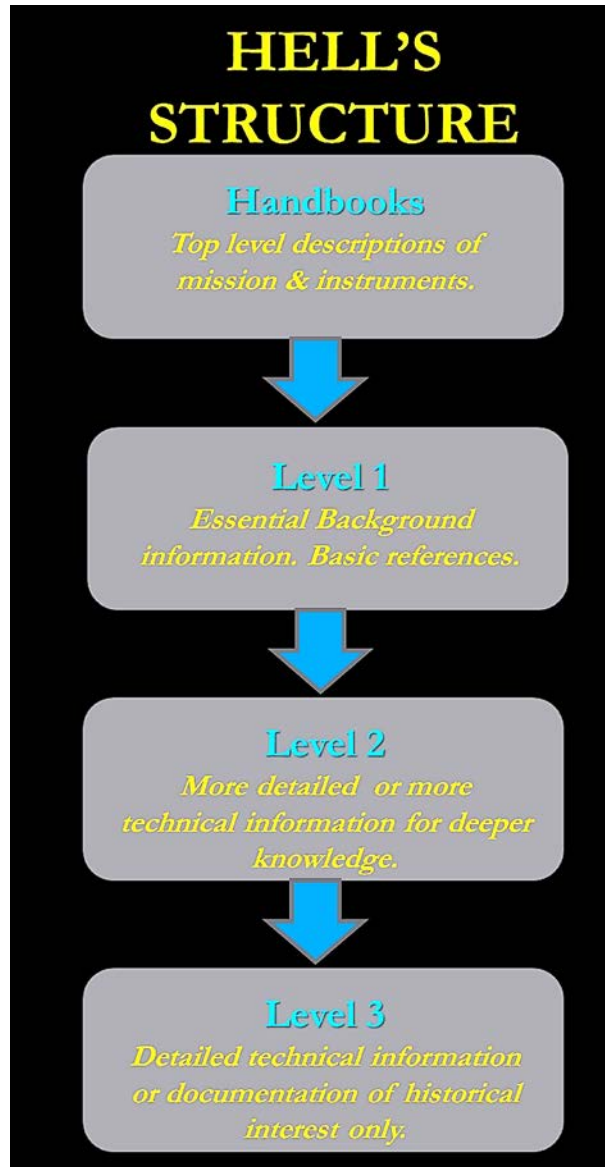 HELL'S
STRUCTURE
Handbooks
Top level descriptions of
mission & instruments.
Level 1
Essential Background
information. Basic references.
Level 2
More detailed or more
technical information for deeper
knowledge.
Level 3
Detailed technical information
or documentation of historical
interest only.